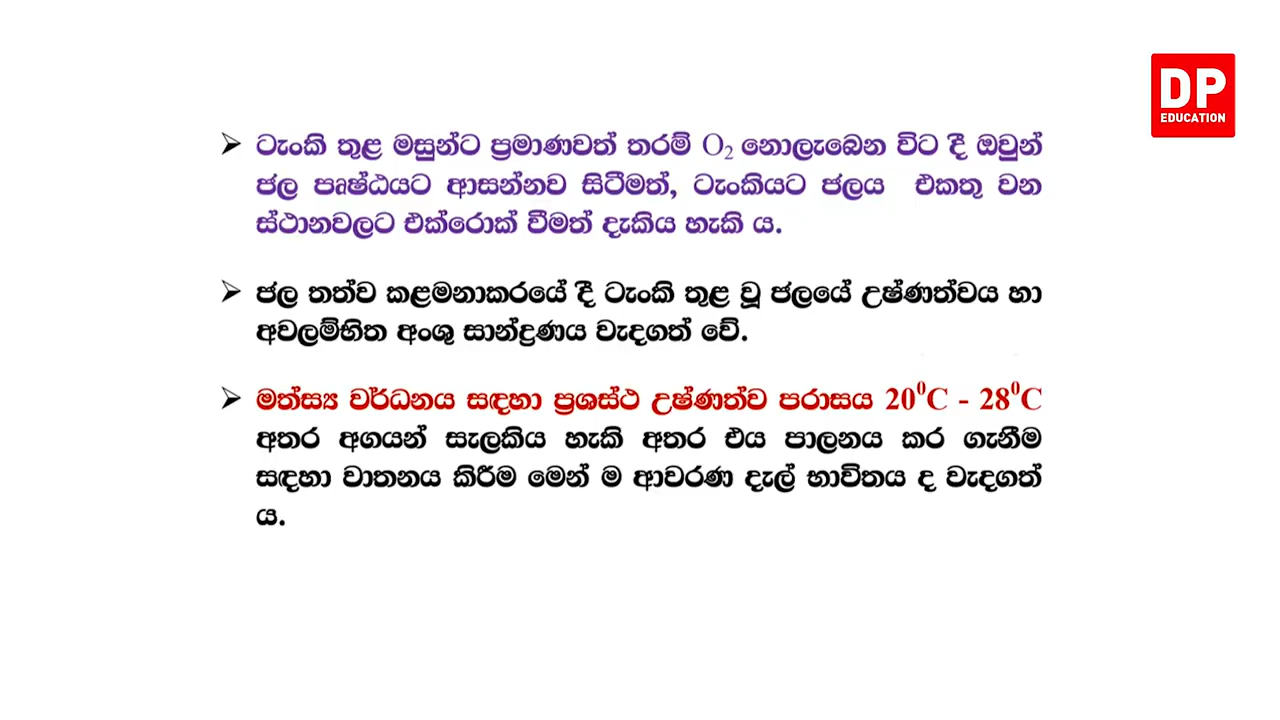 DP
EDUCATION
➢ ටැංකි තුළ මසුන්ට ප්‍රමාණවත් තරම් O₂ නොලැබෙන විට දී ඔවුන්
ජල පෘෂ්ඨයට ආසන්නව සිටීමත්, ටැංකියට ජලය එකතු වන
ස්ථානවලට එක්රොක් වීමත් දැකිය හැකි ය.
➢ ජල තත්ව කළමනාකරයේ දී ටැංකි තුළ වූ ජලයේ උෂ්ණත්වය හා
අවලම්භිත අංශු සාන්ද්‍රණය වැදගත් වේ.
➢ මත්ස්‍ය වර්ධනය සඳහා ප්‍රශස්ථ උෂ්ණත්ව පරාසය 20⁰C - 28⁰C
අතර අගයන් සැලකිය හැකි අතර එය පාලනය කර ගැනීම
සඳහා වාතනය කිරීම මෙන් ම ආවරණ දැල් භාවිතය ද වැදගත්
ය.